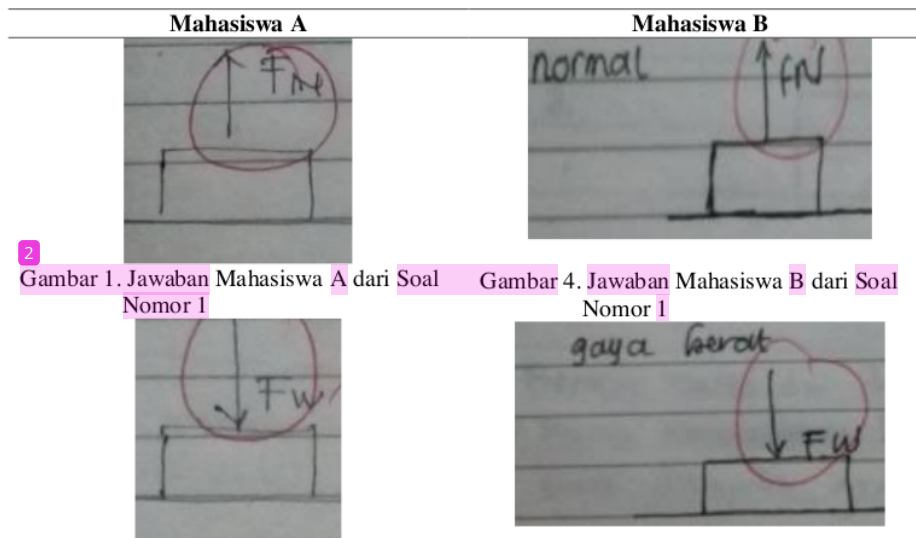 Mahasiswa A
Mahasiswa B
FN
normal
FN
2
Gambar 1. Jawaban Mahasiswa A dari Soal
Nomor 1
Gambar 4. Jawaban Mahasiswa B dari Soal
Nomor 1
Fw
gaya berat
FW